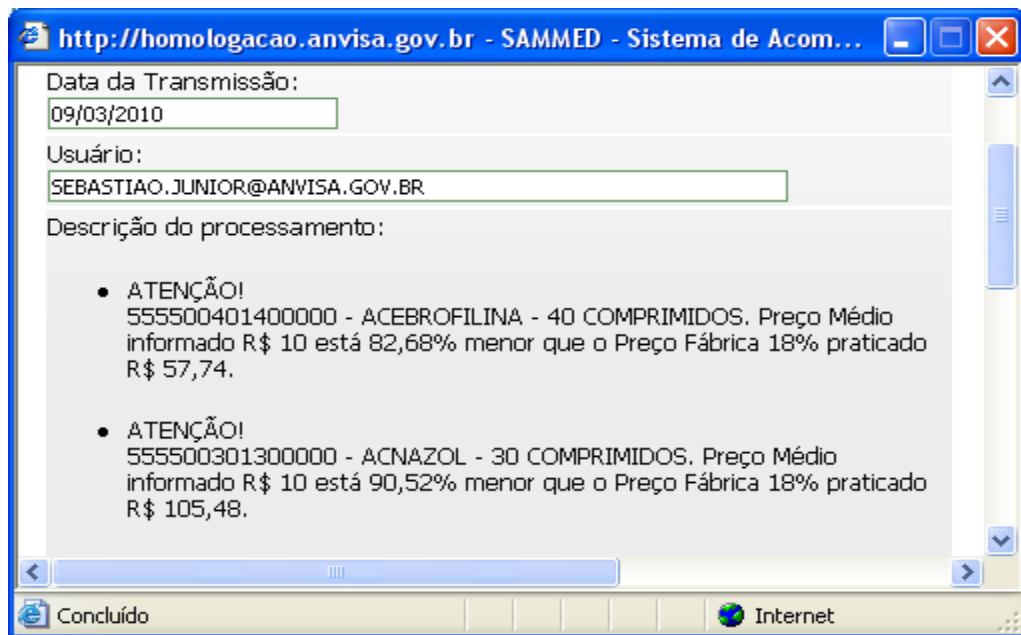 http://homologacao.anvisa.gov.br - SAMMED - Sistema de Acom...
Data da Transmissão:
09/03/2010
Usuário:
SEBASTIAO.JUNIOR@ANVISA.GOV.BR
Descrição do processamento:
• ATENÇÃO!
555500401400000 - ACEBROFILINA - 40 COMPRIMIDOS. Preço Médio
informado R$ 10 está 82,68% menor que o Preço Fábrica 18% praticado
R$ 57,74.
• ATENÇÃO!
555500301300000 - ACNAZOL - 30 COMPRIMIDOS. Preço Médio
informado R$ 10 está 90,52% menor que o Preço Fábrica 18% praticado
R$ 105,48.
Concluído
Internet